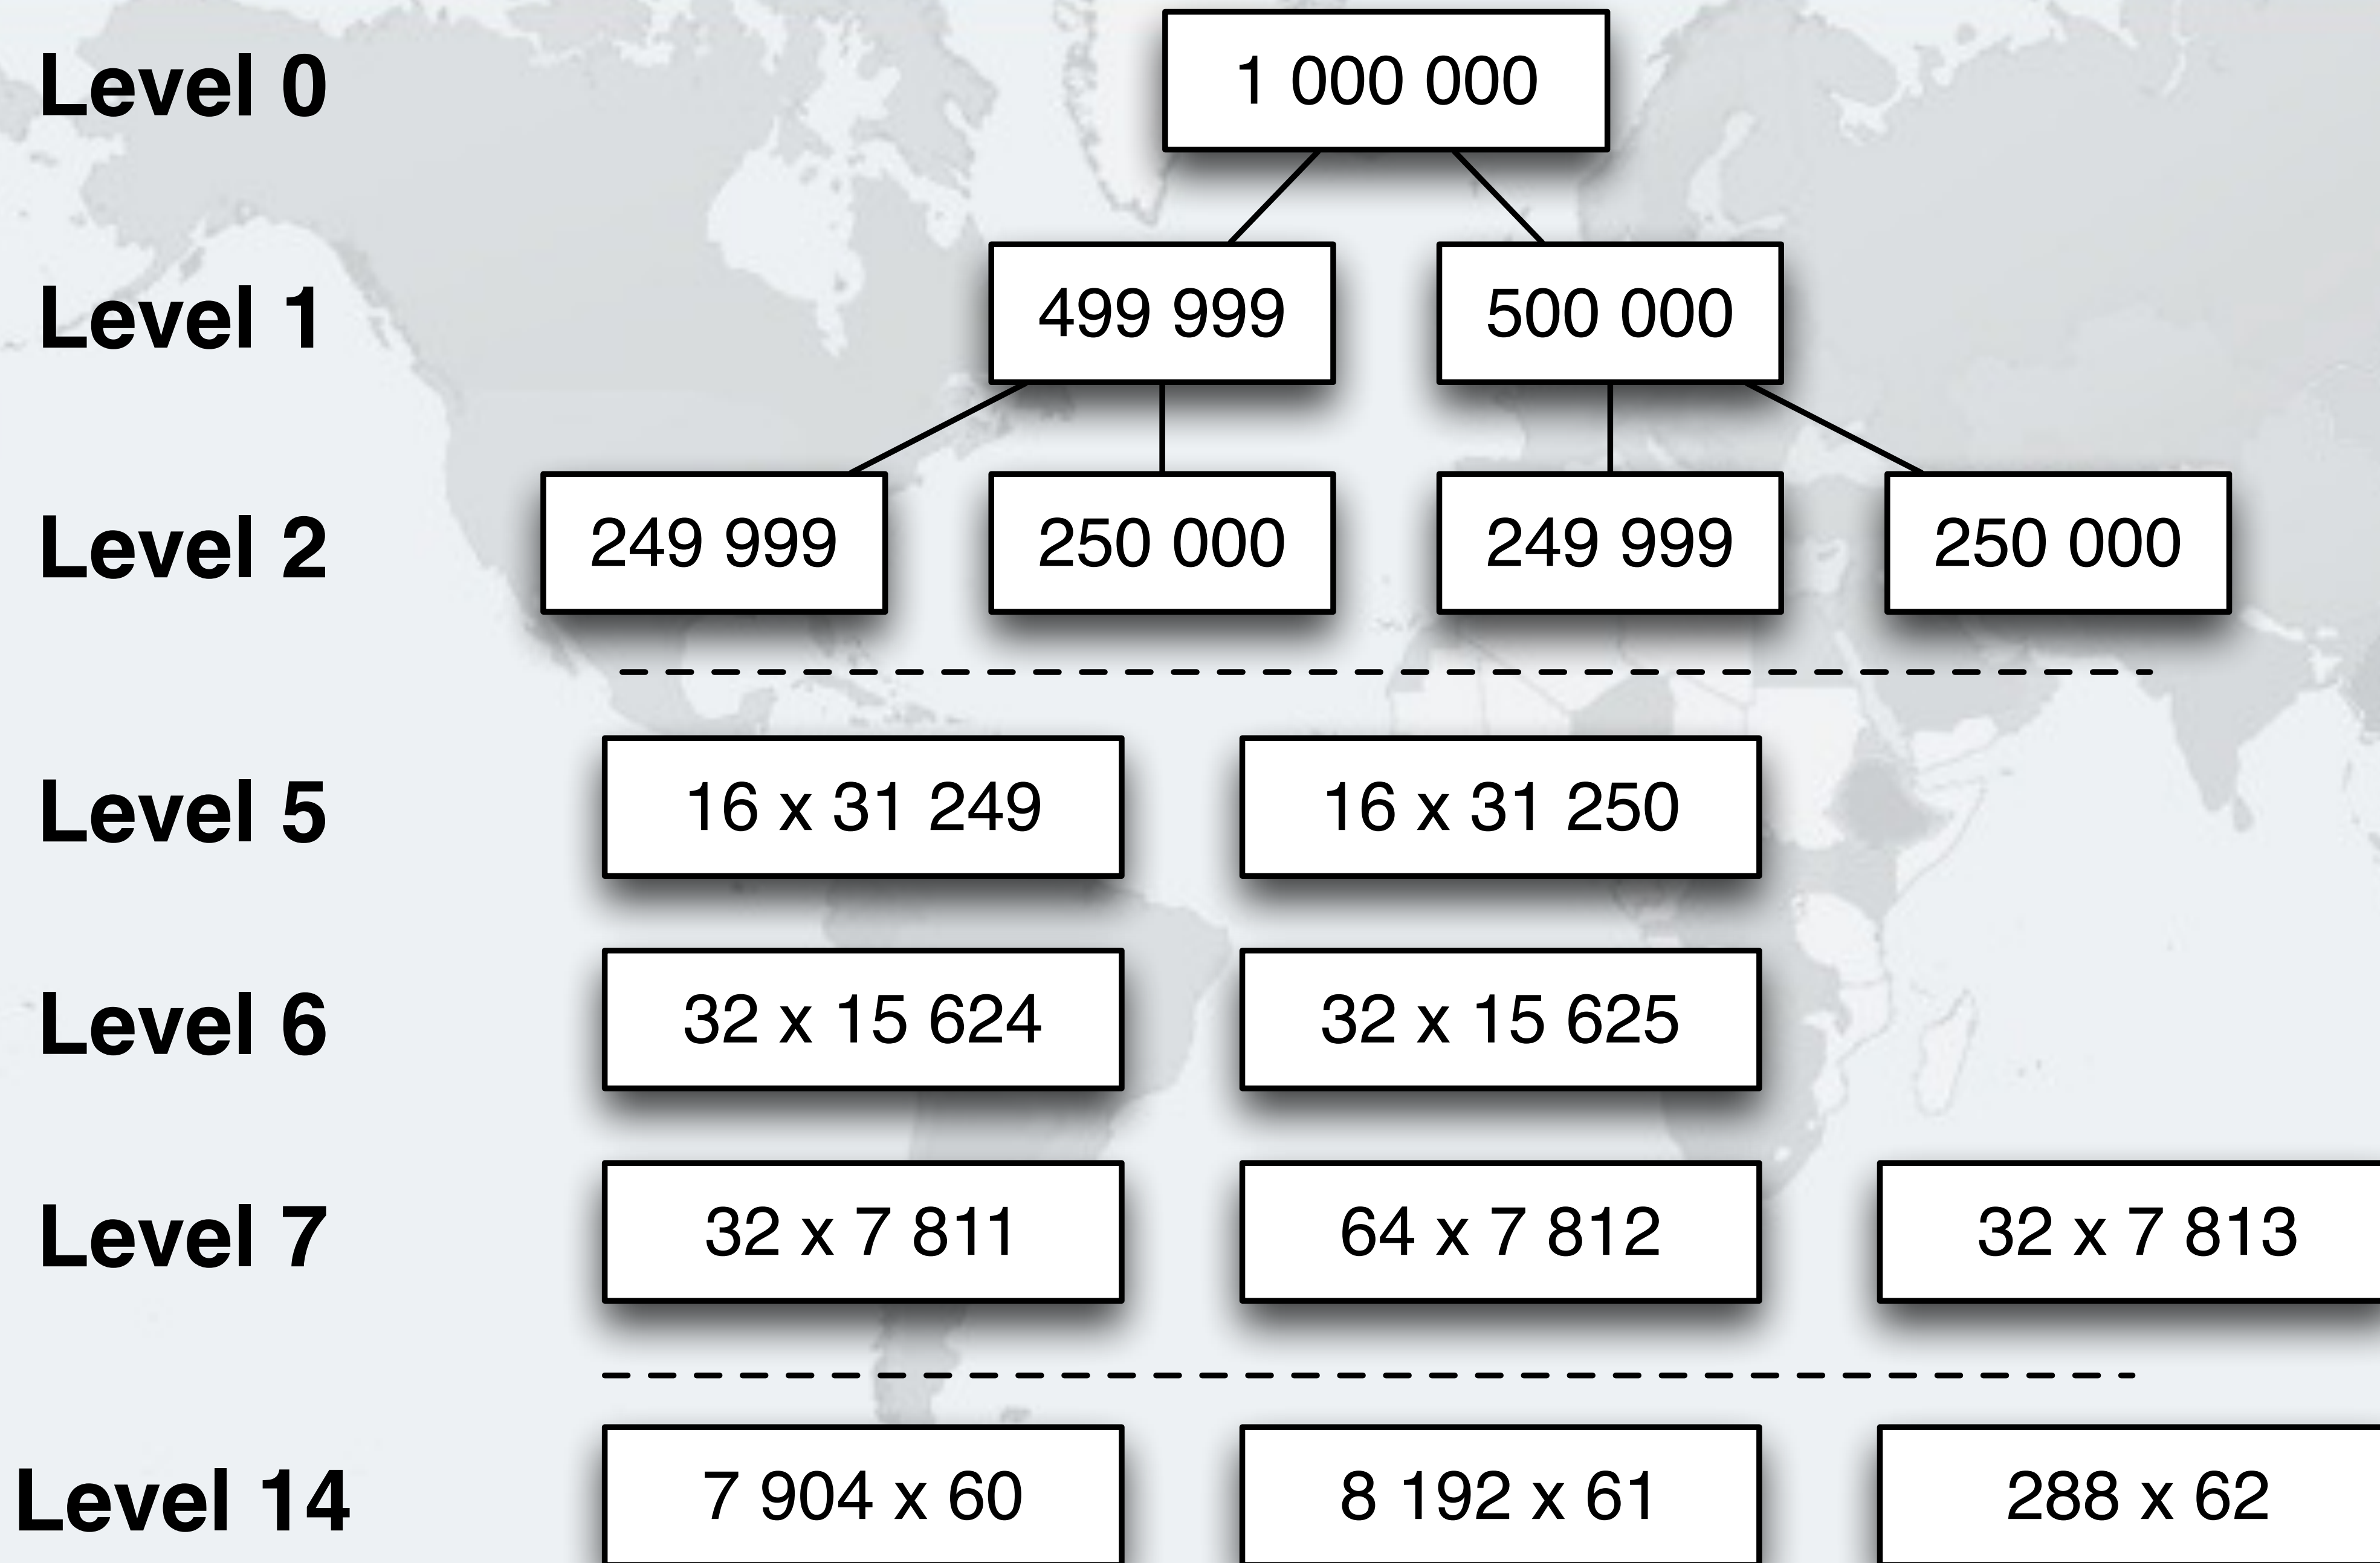 Level 0
1 000 000
Level 1
499 999 500 000
Level 2
249 999 250 000 249 999 250 000
Level 5
16 x 31 249 16 x 31 250
Level 6
32 x 15 624 32 x 15 625
Level 7
32 x 7 811 64 x 7 812 32 x 7 813
Level 14
7 904 x 60 8 192 x 61 288 x 62